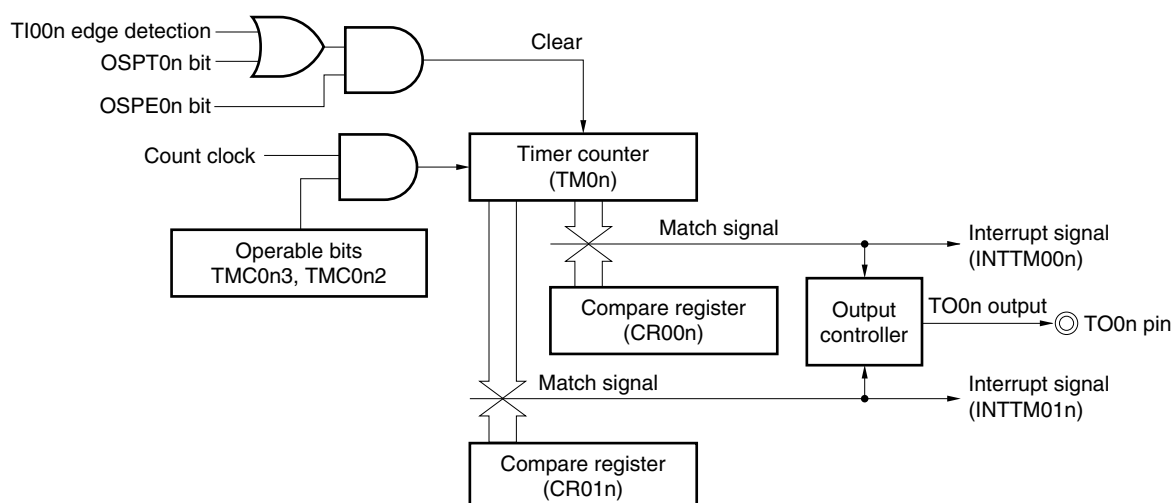 TI00n edge detection
OSPT0n bit
OSPE0n bit
Clear
Count clock
Timer counter
(TM0n)
Operable bits
TMC0n3, TMC0n2
Match signal
Interrupt signal
(INTTM00n)
Compare register
(CR00n)
Output
controller
TO0n output
TO0n pin
Match signal
Interrupt signal
(INTTM01n)
Compare register
(CR01n)